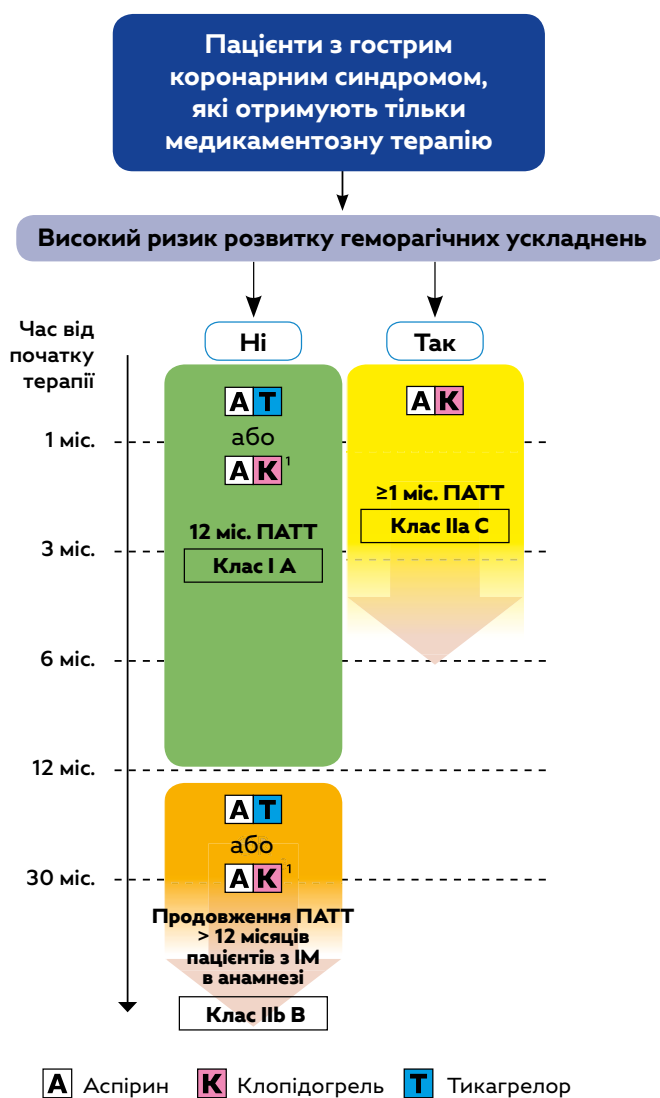 Пацієнти з гострим
коронарним синдромом,
які отримують тільки
медикаментозну терапію
Високий ризик розвитку геморагічних ускладнень
Час від
початку
терапії
Ні
Так
А Т
або
А К 1
12 міс. ПАТТ
Клас I A
А К
≥1 міс. ПАТТ
Клас IIa C
1 міс.
3 міс.
6 міс.
12 міс.
30 міс.
А Т
або
А К 1
Продовження ПАТТ
> 12 місяців
пацієнтів з ІМ
в анамнезі
Клас IIb B
А Аспірин К Клопідогрель Т Тикагрелор